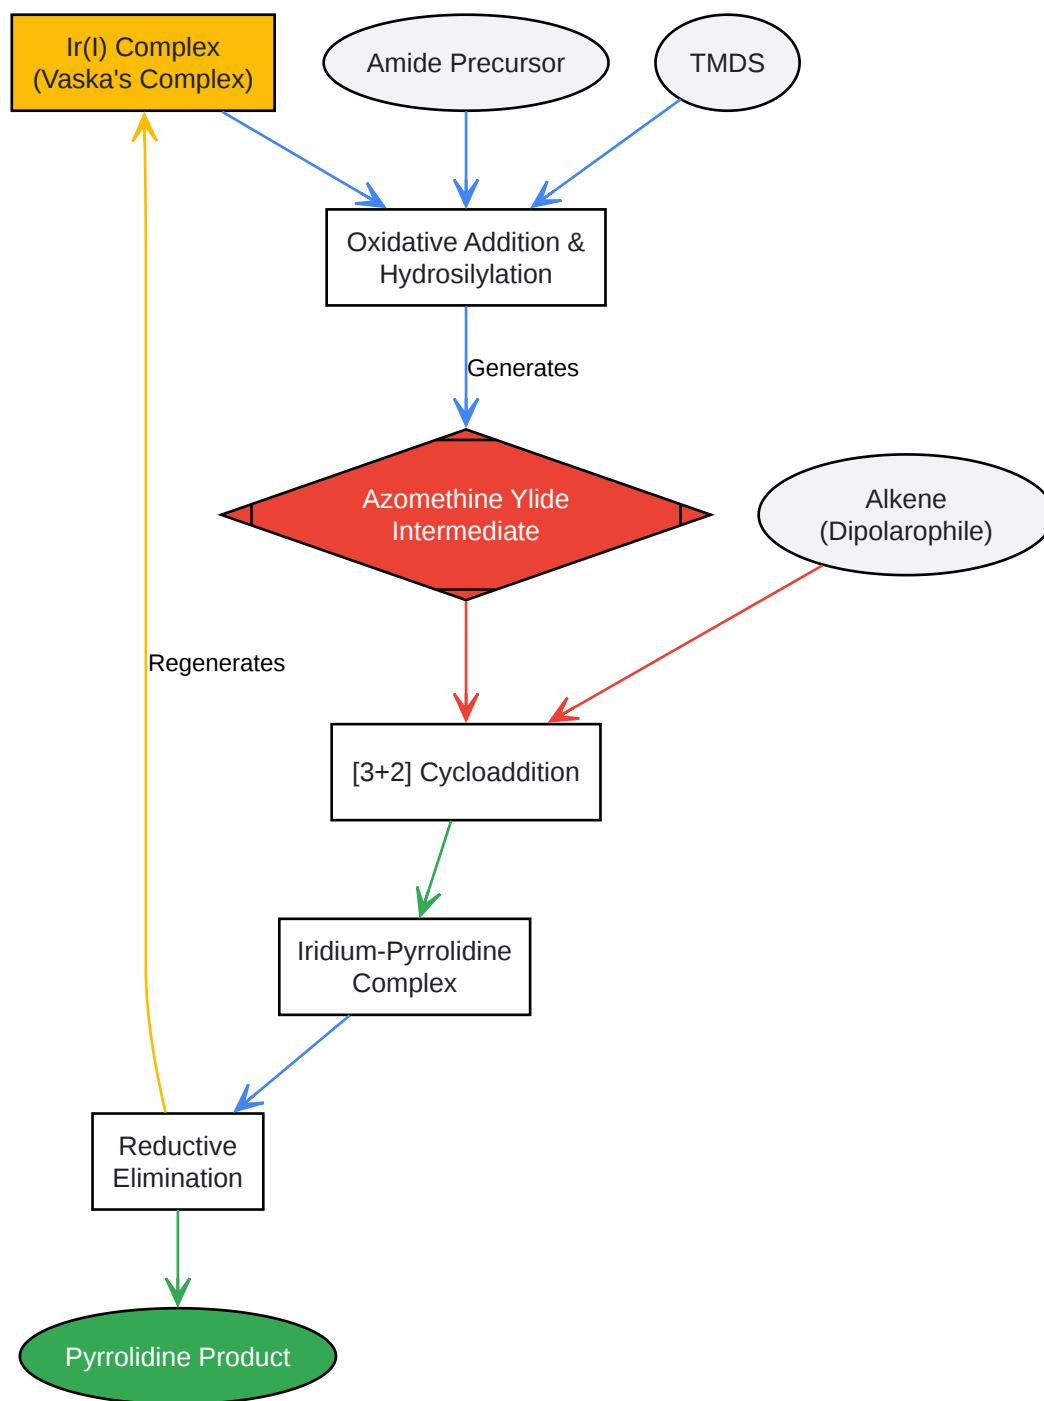 Ir(I) Complex
(Vaska's Complex)
Amide Precursor
TMDS
Oxidative Addition &
Hydrosilylation
Generates
Azomethine Ylide
Intermediate
Alkene
(Dipolarophile)
Regenerates
[3+2] Cycloaddition
Iridium-Pyrrolidine
Complex
Reductive
Elimination
Pyrrolidine Product